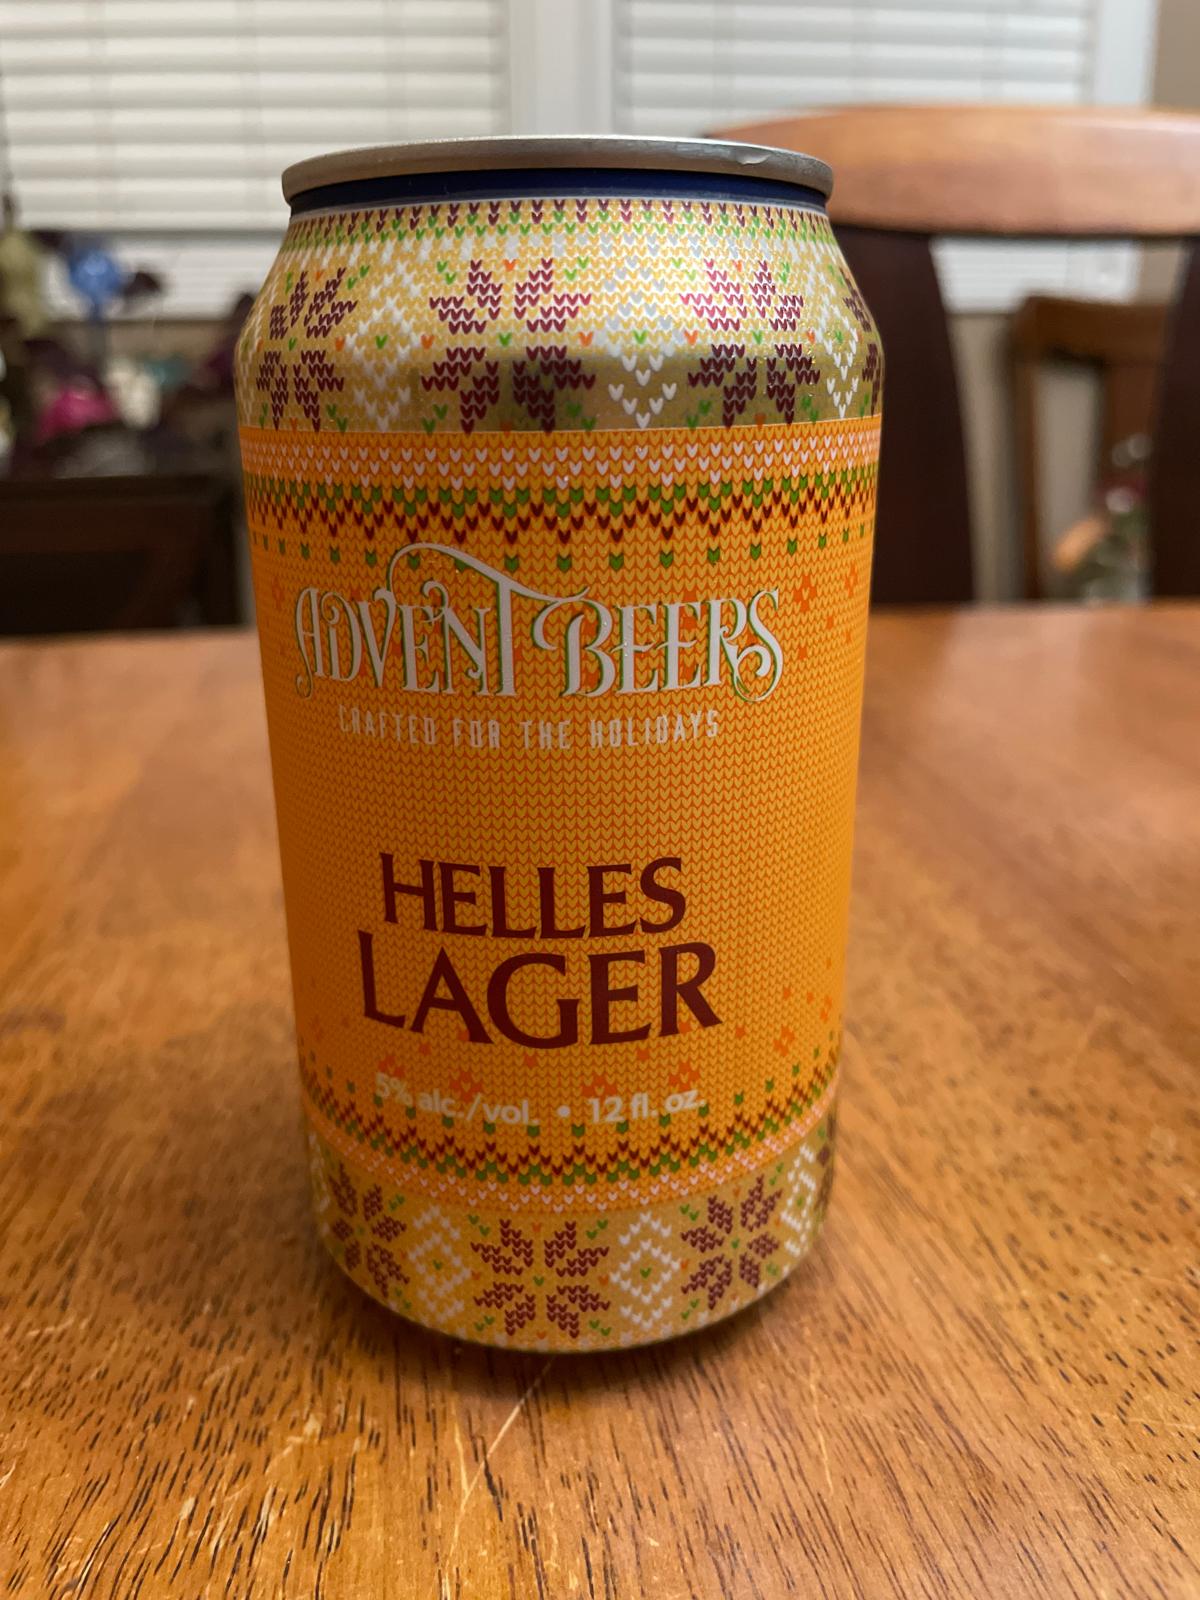 ADVENT BEERS
CRAFTED FOR THE HOLIDAYS
HELLES
LAGER
5% alc./vol. • 12 fl. oz.